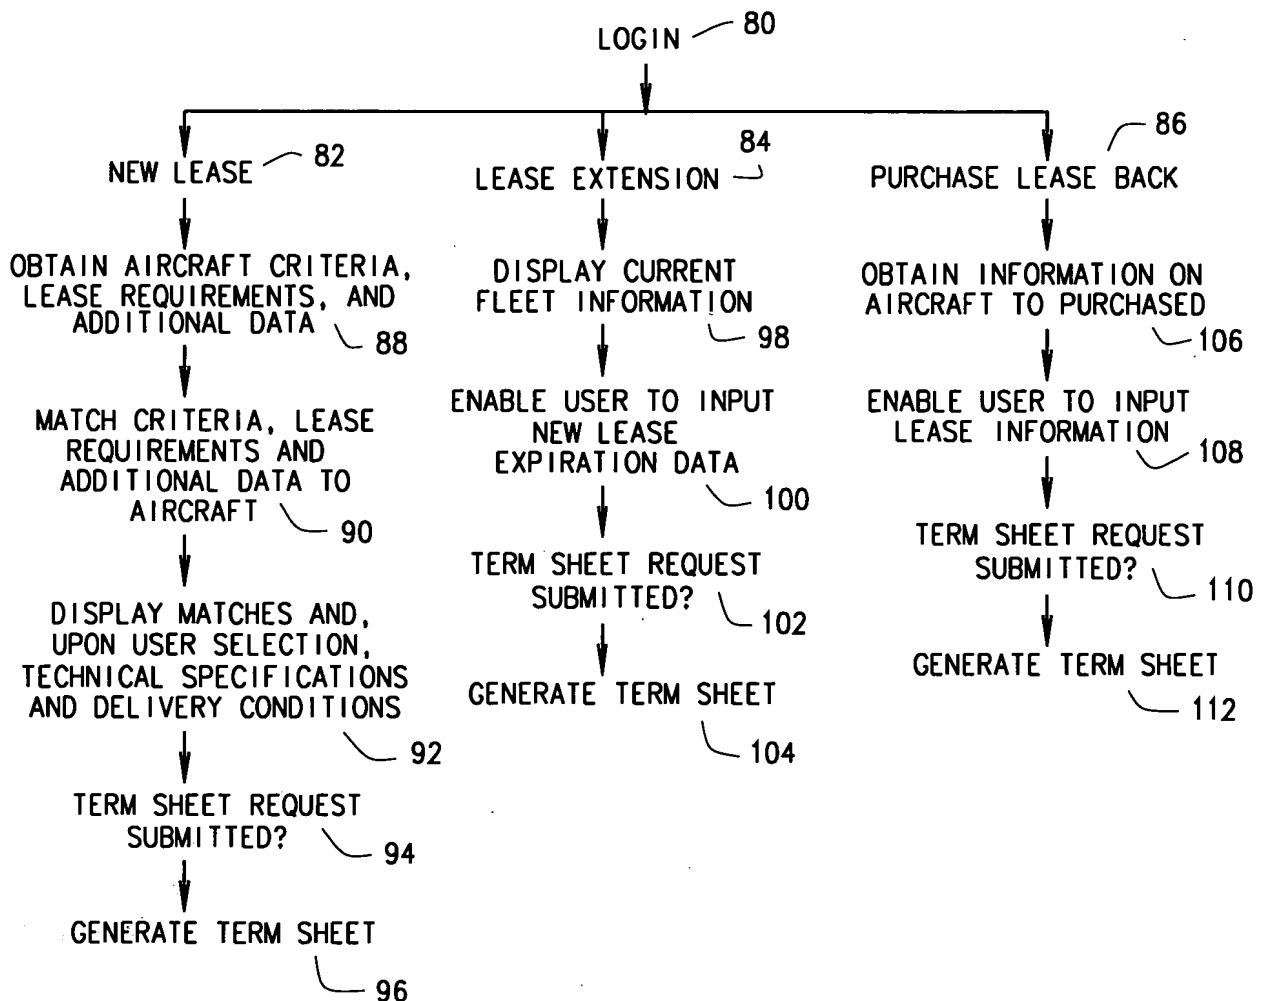 LOGIN
80
NEW LEASE
82
OBTAIN AIRCRAFT CRITERIA,
LEASE REQUIREMENTS, AND
ADDITIONAL DATA
88
MATCH CRITERIA, LEASE
REQUIREMENTS AND
ADDITIONAL DATA TO
AIRCRAFT
90
DISPLAY MATCHES AND,
UPON USER SELECTION,
TECHNICAL SPECIFICATIONS
AND DELIVERY CONDITIONS
92
TERM SHEET REQUEST
SUBMITTED?
94
GENERATE TERM SHEET
96
LEASE EXTENSION
84
DISPLAY CURRENT
FLEET INFORMATION
98
ENABLE USER TO INPUT
NEW LEASE
EXPIRATION DATA
100
TERM SHEET REQUEST
SUBMITTED?
102
GENERATE TERM SHEET
104
86
PURCHASE LEASE BACK
OBTAIN INFORMATION ON
AIRCRAFT TO PURCHASED
106
ENABLE USER TO INPUT
LEASE INFORMATION
108
TERM SHEET REQUEST
SUBMITTED?
110
GENERATE TERM SHEET
112